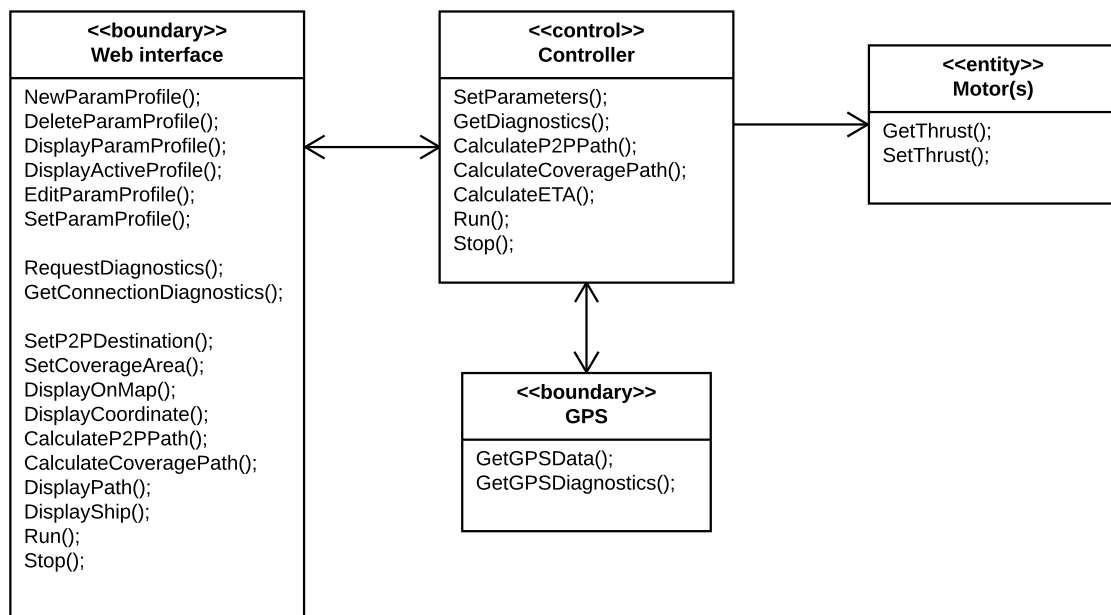 <<boundary>>
Web interface
NewParamProfile();
DeleteParamProfile();
DisplayParamProfile();
DisplayActiveProfile();
EditParamProfile();
SetParamProfile();
RequestDiagnostics();
GetConnectionDiagnostics();
SetP2PDestination();
SetCoverageArea();
DisplayOnMap();
DisplayCoordinate();
CalculateP2PPath();
CalculateCoveragePath();
DisplayPath();
DisplayShip();
Run();
Stop();
<<control>>
Controller
SetParameters();
GetDiagnostics();
CalculateP2PPath();
CalculateCoveragePath();
CalculateETA();
Run();
Stop();
<<entity>>
Motor(s)
GetThrust();
SetThrust();
<<boundary>>
GPS
GetGPSData();
GetGPSDiagnostics();